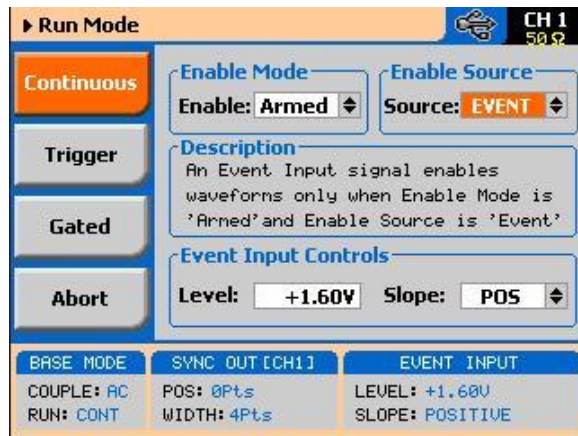 ▸ Run Mode
CH 1
50Ω
Continuous
Trigger
Gated
Abort
Enable Mode
Enable: Armed
Enable Source
Source: EVENT
Description
An Event Input signal enables
waveforms only when Enable Mode is
'Armed'and Enable Source is 'Event'
Event Input Controls
Level: +1.60V Slope: POS
BASE MODE
COUPLE: AC
RUN: CONT
SYNC OUT [CH1]
POS: 0Pts
WIDTH: 4Pts
EVENT INPUT
LEVEL: +1.60V
SLOPE: POSITIVE